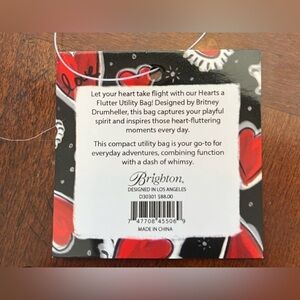 Let your heart take flight with our Hearts a
Flutter Utility Bag! Designed by Britney
Drumheller, this bag captures your playful
spirit and inspires those heart-fluttering
moments every day.
This compact utility bag is your go-to for
everyday adventures, combining function
with a dash of whimsy.
Brighton
DESIGNED IN LOS ANGELES
D30301 $88.00
7 47708 45506 9
MADE IN CHINA